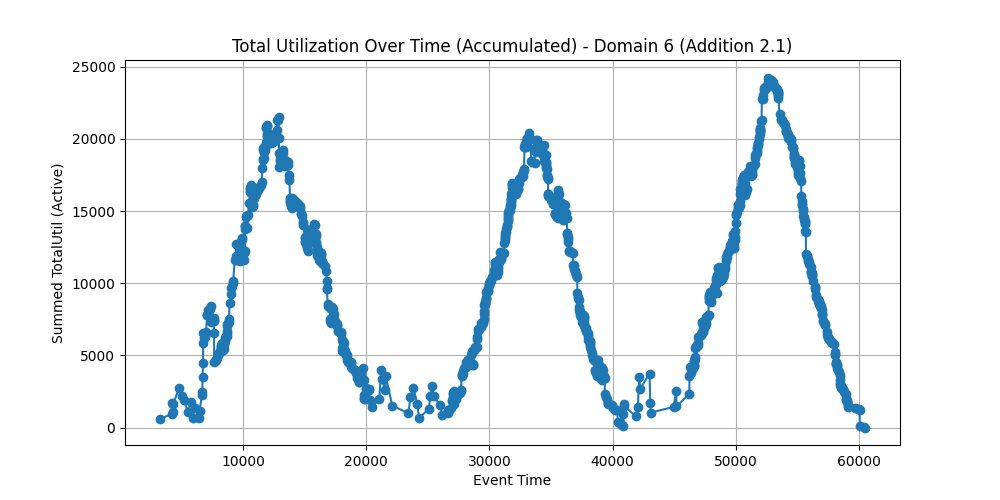 Total Utilization Over Time (Accumulated) - Domain 6 (Addition 2.1)
25000
20000
15000
10000
5000
0
Summed TotalUtil (Active)
10000 20000 30000 40000 50000 60000
Event Time